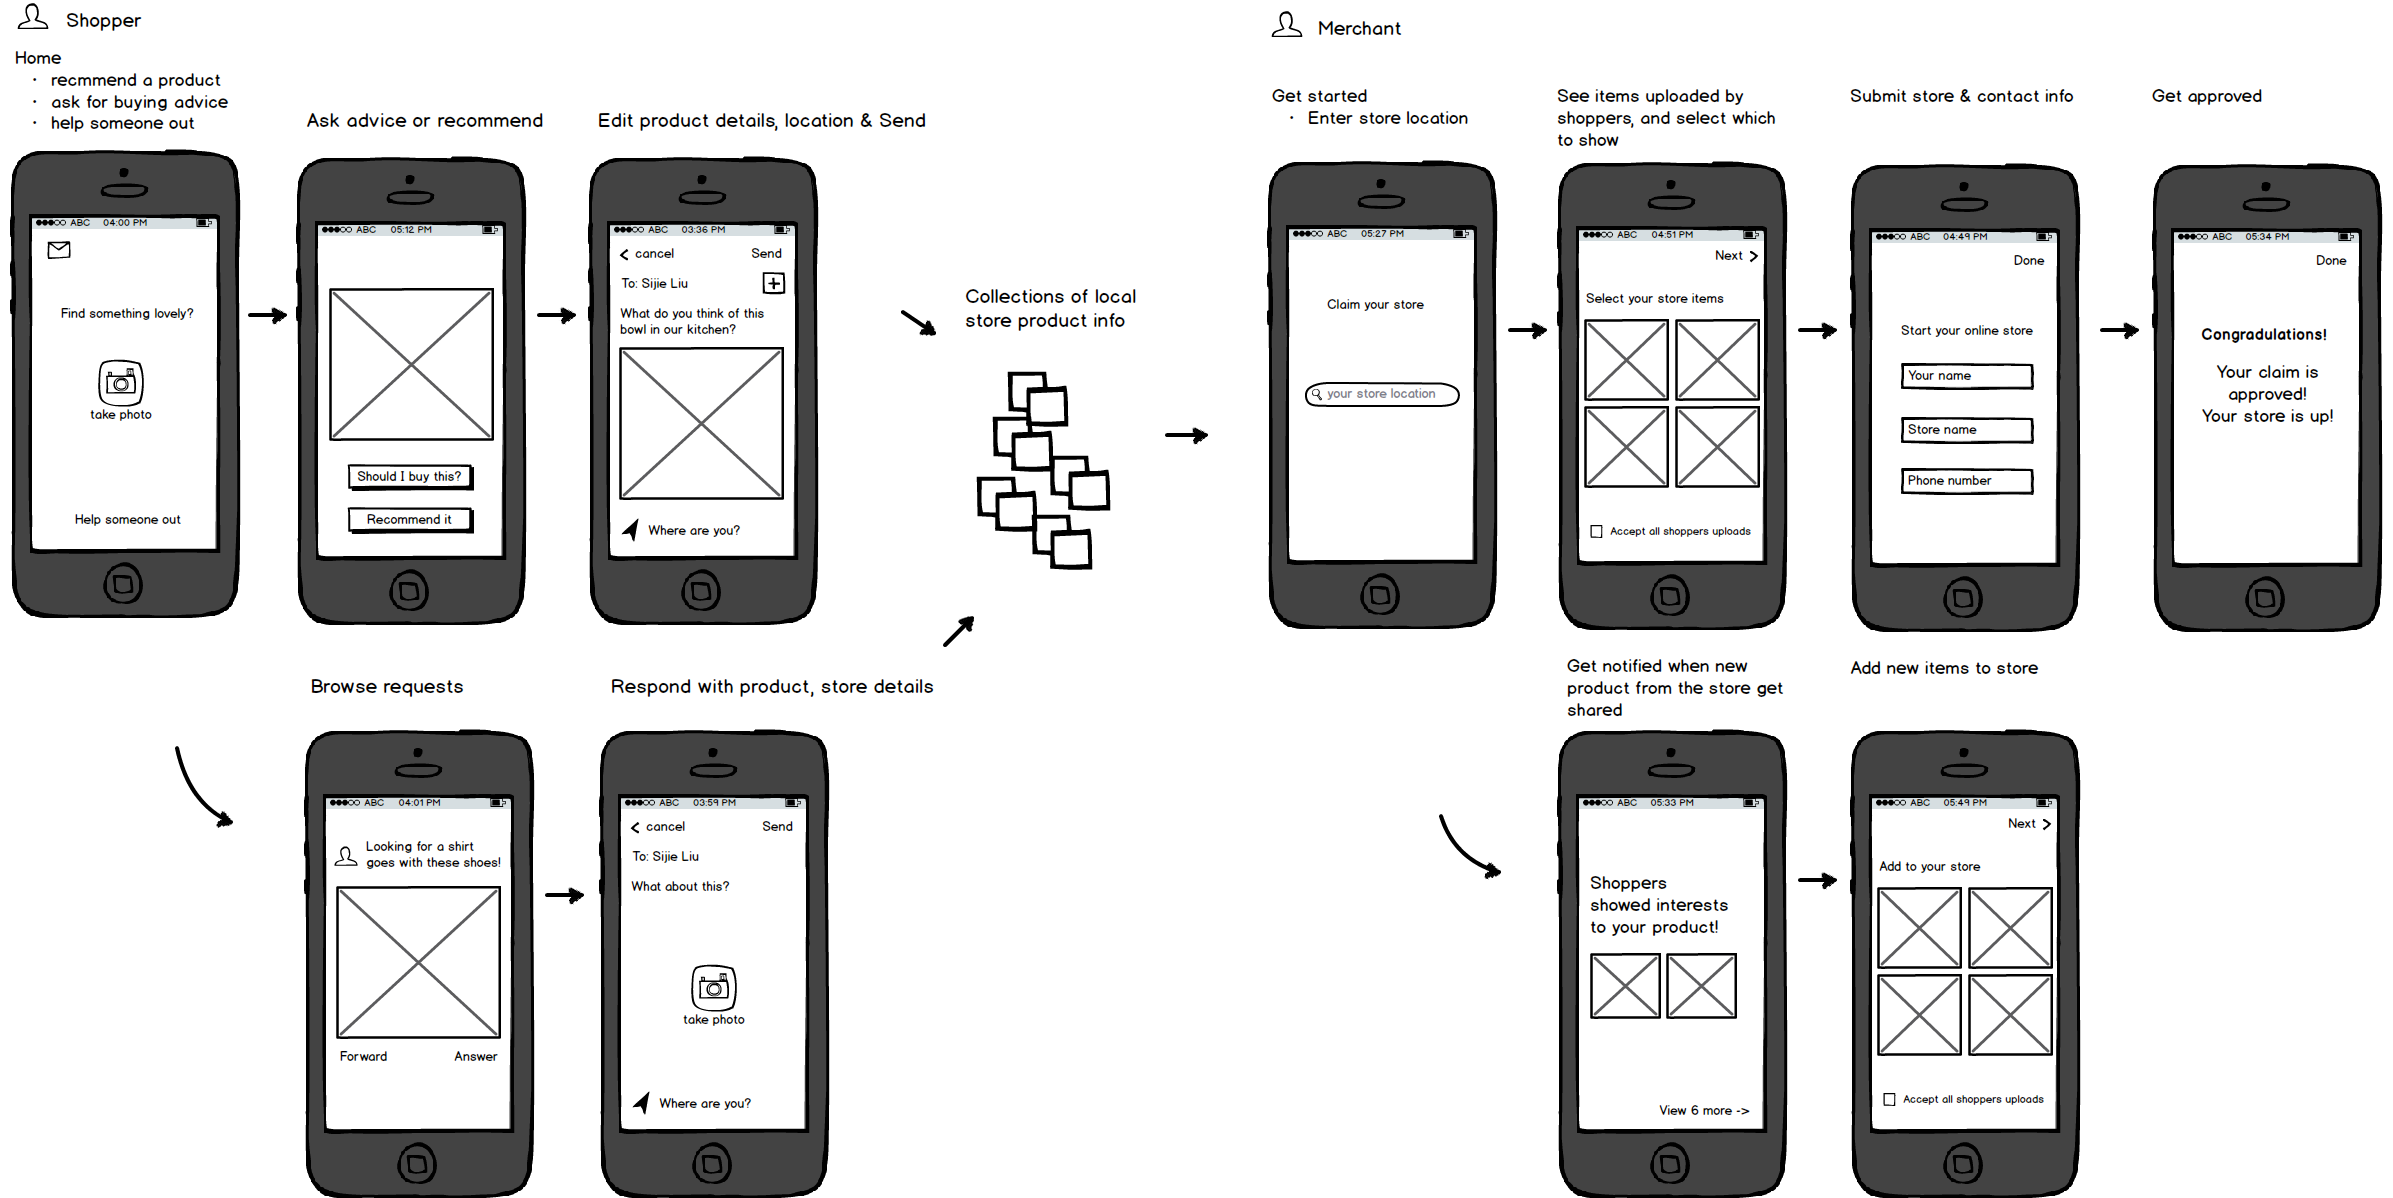 Shopper
Home
· recmmend a product
· ask for buying advice
· help someone out
ABC 04:00 PM
Find something lovely?
take photo
Help someone out
Ask advice or recommend
ABC 05:12 PM
Should I buy this?
Recommend it
Edit product details, location & Send
ABC 03:36 PM
cancel Send
To: Sijie Liu
What do you think of this
bowl in our kitchen?
Where are you?
Browse requests
ABC 04:01 PM
Looking for a shirt
goes with these shoes!
Forward Answer
Respond with product, store details
ABC 03:59 PM
cancel Send
To: Sijie Liu
What about this?
take photo
Where are you?
Collections of local
store product info
Merchant
Get started
· Enter store location
ABC 05:27 PM
Claim your store
your store location
See items uploaded by
shoppers, and select which
to show
ABC 04:51 PM
Next
Select your store items
Accept all shoppers uploads
Submit store & contact info
ABC 04:49 PM
Done
Start your online store
Your name
Store name
Phone number
Get approved
ABC 05:34 PM
Done
Congradulations!
Your claim is
approved!
Your store is up!
Get notified when new
product from the store get
shared
ABC 05:33 PM
Shoppers
showed interests
to your product!
View 6 more ->
Add new items to store
ABC 05:49 PM
Next
Add to your store
Accept all shoppers uploads